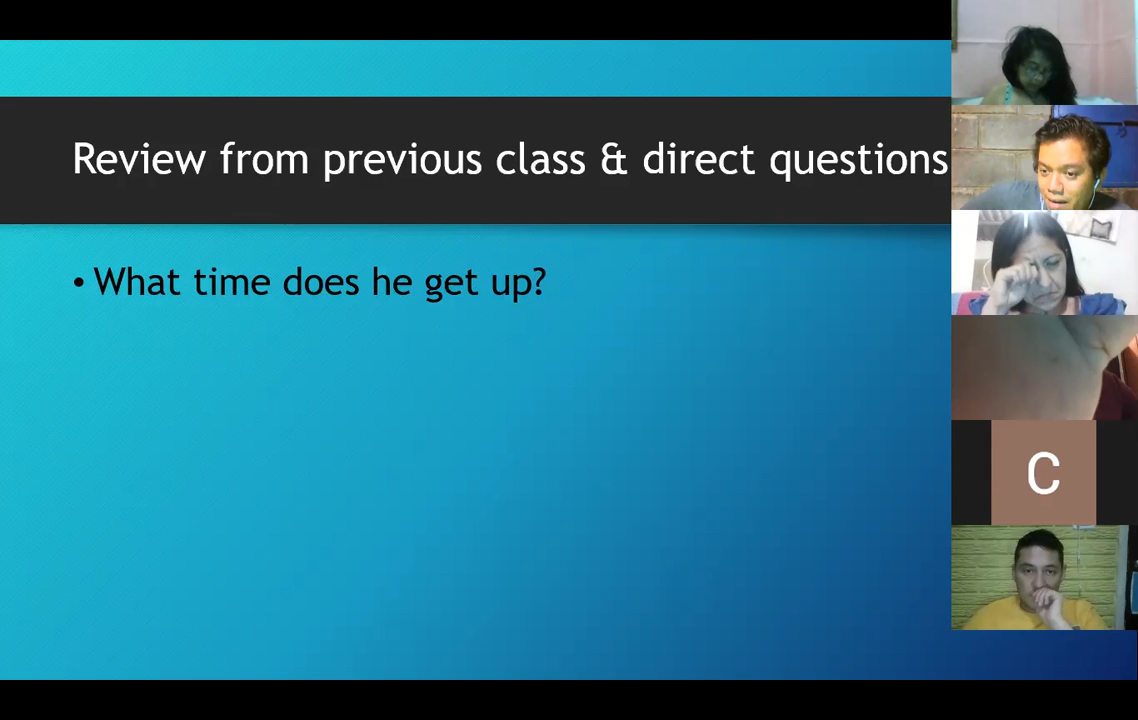 Review from previous class & direct questions
• What time does he get up?
C